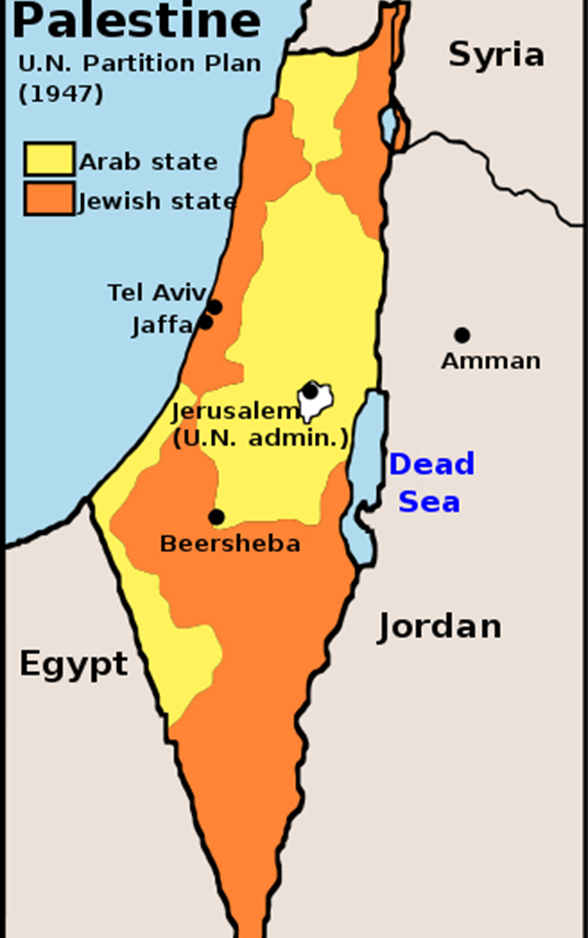 Palestine
U.N. Partition Plan
(1947)
Arab state
Jewish state
Syria
Tel Aviv
Jaffa
Amman
Jerusalem
(U.N. admin.)
Dead
Sea
Beersheba
Jordan
Egypt